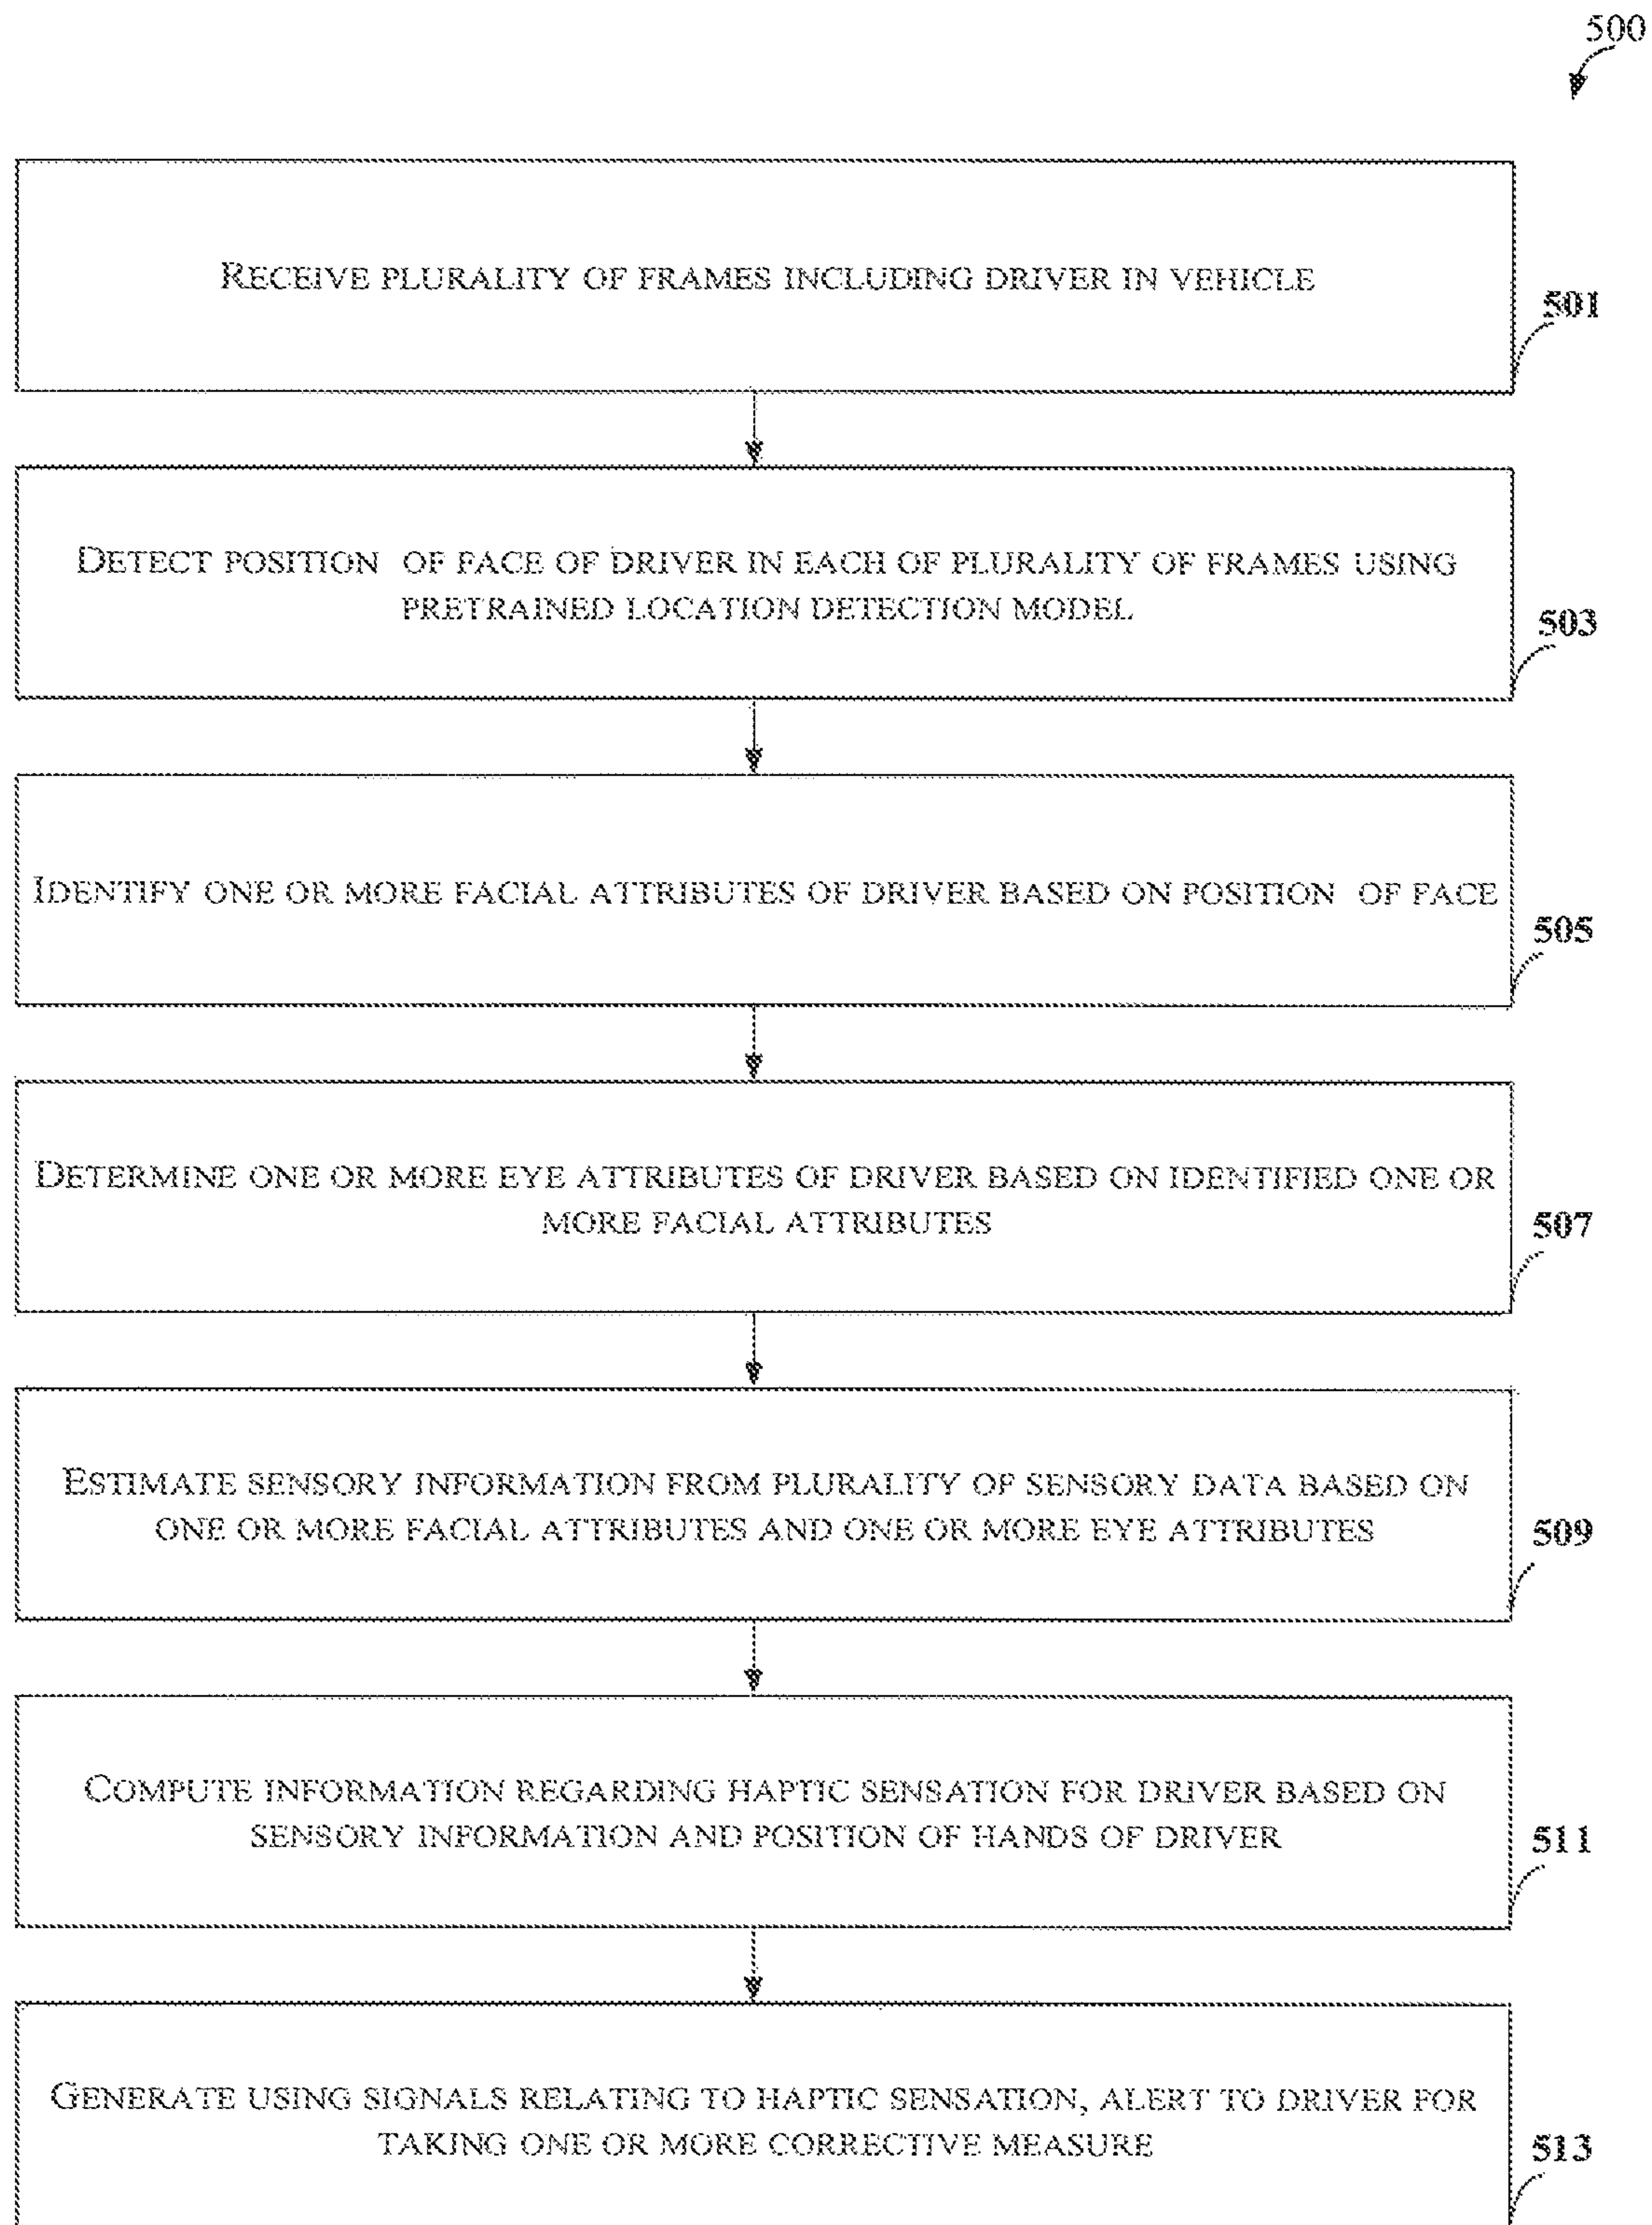 500
RECEIVE PLURALITY OF FRAMES INCLUDING DRIVER IN VEHICLE
501
DETECT POSITION OF FACE OF DRIVER IN EACH OF PLURALITY OF FRAMES USING
PRETRAINED LOCATION DETECTION MODEL
503
IDENTIFY ONE OR MORE FACIAL ATTRIBUTES OF DRIVER BASED ON POSITION OF FACE
505
DETERMINE ONE OR MORE EYE ATTRIBUTES OF DRIVER BASED ON IDENTIFIED ONE OR
MORE FACIAL ATTRIBUTES
507
ESTIMATE SENSORY INFORMATION FROM PLURALITY OF SENSORY DATA BASED ON
ONE OR MORE FACIAL ATTRIBUTES AND ONE OR MORE EYE ATTRIBUTES
509
COMPUTE INFORMATION REGARDING HAPTIC SENSATION FOR DRIVER BASED ON
SENSORY INFORMATION AND POSITION OF HANDS OF DRIVER
511
GENERATE USING SIGNALS RELATING TO HAPTIC SENSATION, ALERT TO DRIVER FOR
TAKING ONE OR MORE CORRECTIVE MEASURE
513